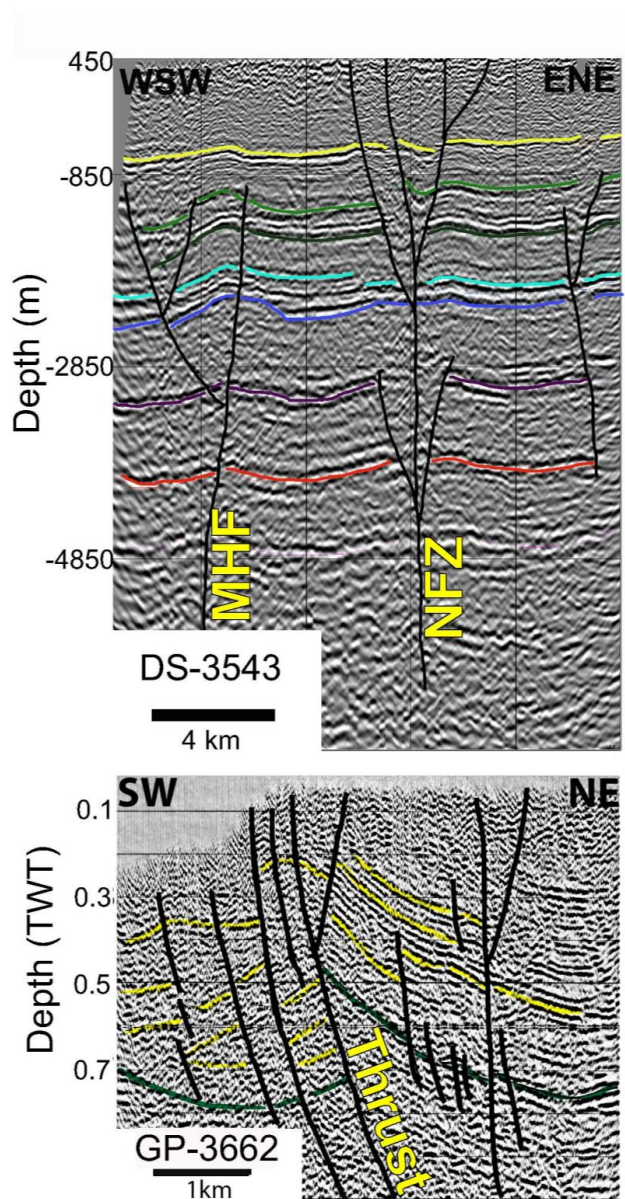 450
WSW ENE
-850
-2850
-4850
Depth (m)
MHF
NFZ
DS-3543
4 km
SW NE
0.1
0.3
0.5
0.7
Depth (TWT)
Thrust
GP-3662
1km